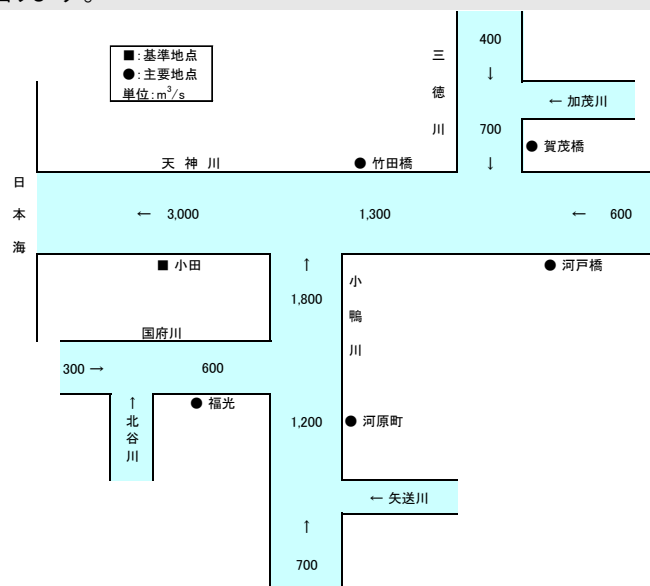 ■：基準地点
●：主要地点
単位：m³/s
三徳川
400
↓
← 加茂川
700
↓
● 賀茂橋
天神川
● 竹田橋
日本海
← 3,000
1,300
← 600
■ 小田
↑
1,800
小鴨川
● 河戸橋
国府川
300 →
600
↑
北谷川
● 福光
1,200
● 河原町
← 矢送川
↑
700